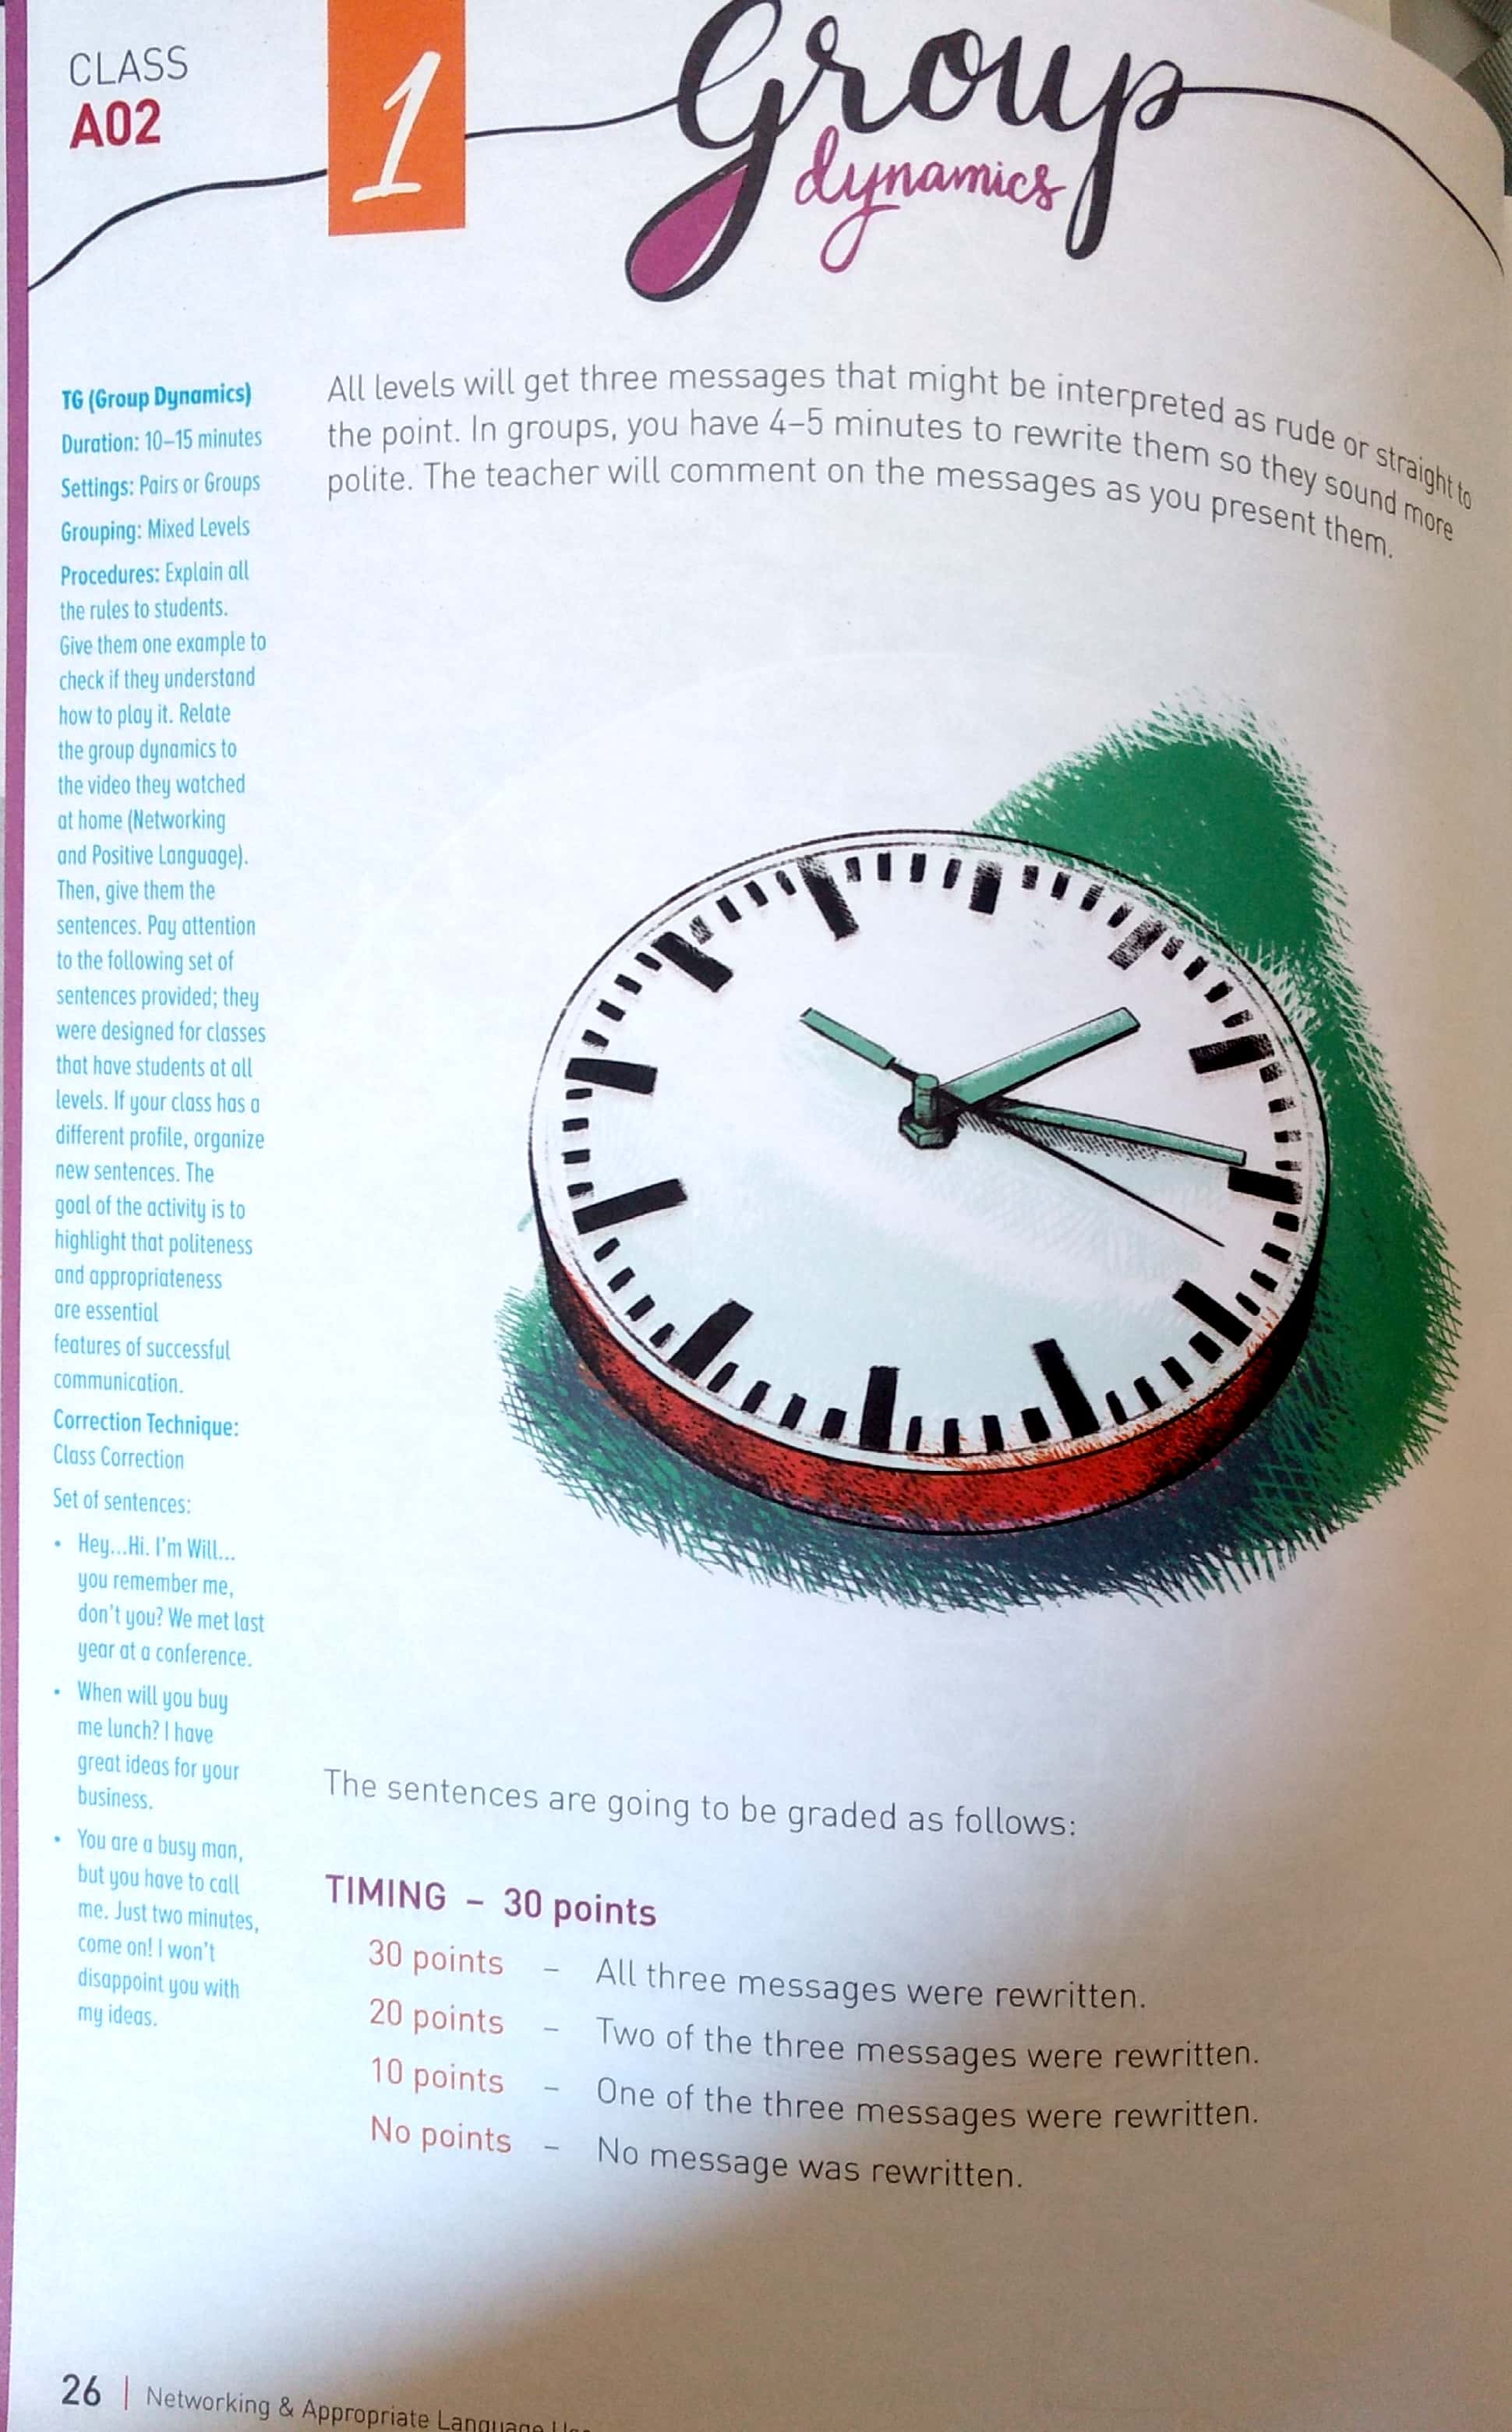 CLASS
A02
1
Group
dynamics
TG (Group Dynamics)
Duration: 10–15 minutes
Settings: Pairs or Groups
Grouping: Mixed Levels
Procedures: Explain all
the rules to students.
Give them one example to
check if they understand
how to play it. Relate
the group dynamics to
the video they watched
at home (Networking
and Positive Language).
Then, give them the
sentences. Pay attention
to the following set of
sentences provided; they
were designed for classes
that have students at all
levels. If your class has a
different profile, organize
new sentences. The
goal of the activity is to
highlight that politeness
and appropriateness
are essential
features of successful
communication.
Correction Technique:
Class Correction
Set of sentences:
• Hey...Hi. I'm Will...
you remember me,
don't you? We met last
year at a conference.
• When will you buy
me lunch? I have
great ideas for your
business.
• You are a busy man,
but you have to call
me. Just two minutes,
come on! I won't
disappoint you with
my ideas.
All levels will get three messages that might be interpreted as rude or straight to
the point. In groups, you have 4–5 minutes to rewrite them so they sound more
polite. The teacher will comment on the messages as you present them.
The sentences are going to be graded as follows:
TIMING – 30 points
30 points – All three messages were rewritten.
20 points – Two of the three messages were rewritten.
10 points – One of the three messages were rewritten.
No points – No message was rewritten.
26 | Networking & Appropriate Language